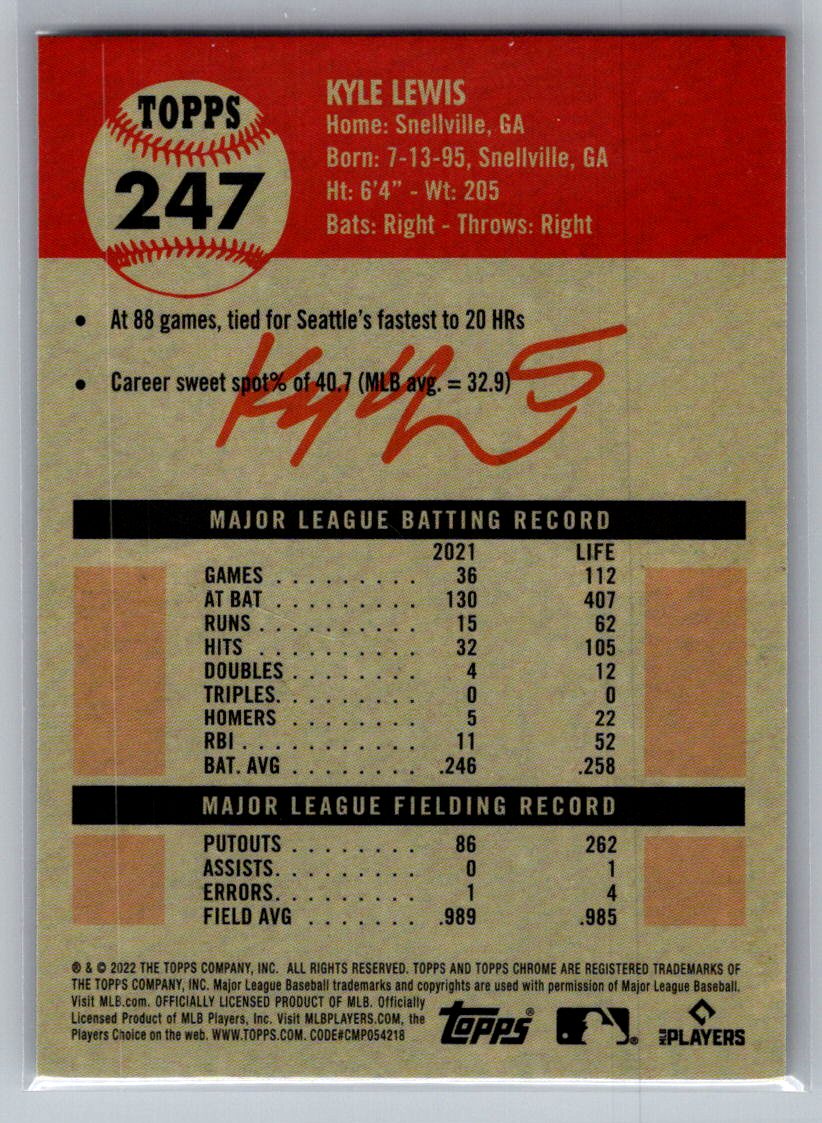 TOPPS
247
KYLE LEWIS
Home: Snellville, GA
Born: 7-13-95, Snellville, GA
Ht: 6'4" - Wt: 205
Bats: Right - Throws: Right
• At 88 games, tied for Seattle's fastest to 20 HRs
• Career sweet spot% of 40.7 (MLB avg. = 32.9)
MAJOR LEAGUE BATTING RECORD
2021 LIFE
GAMES . . . . . . . . . 36 112
AT BAT . . . . . . . . . 130 407
RUNS . . . . . . . . . . 15 62
HITS . . . . . . . . . . 32 105
DOUBLES . . . . . . . . 4 12
TRIPLES. . . . . . . . . 0 0
HOMERS . . . . . . . . 5 22
RBI . . . . . . . . . . . 11 52
BAT. AVG . . . . . . . . .246 .258
MAJOR LEAGUE FIELDING RECORD
PUTOUTS . . . . . . . . 86 262
ASSISTS. . . . . . . . . 0 1
ERRORS. . . . . . . . . 1 4
FIELD AVG . . . . . . . .989 .985
® & © 2022 THE TOPPS COMPANY, INC. ALL RIGHTS RESERVED. TOPPS AND TOPPS CHROME ARE REGISTERED TRADEMARKS OF
THE TOPPS COMPANY, INC. Major League Baseball trademarks and copyrights are used with permission of Major League Baseball.
Visit MLB.com. OFFICIALLY LICENSED PRODUCT OF MLB. Officially
Licensed Product of MLB Players, Inc. Visit MLBPLAYERS.COM, the
Players Choice on the web. WWW.TOPPS.COM. CODE#CMP054218
topps®
MLB PLAYERS